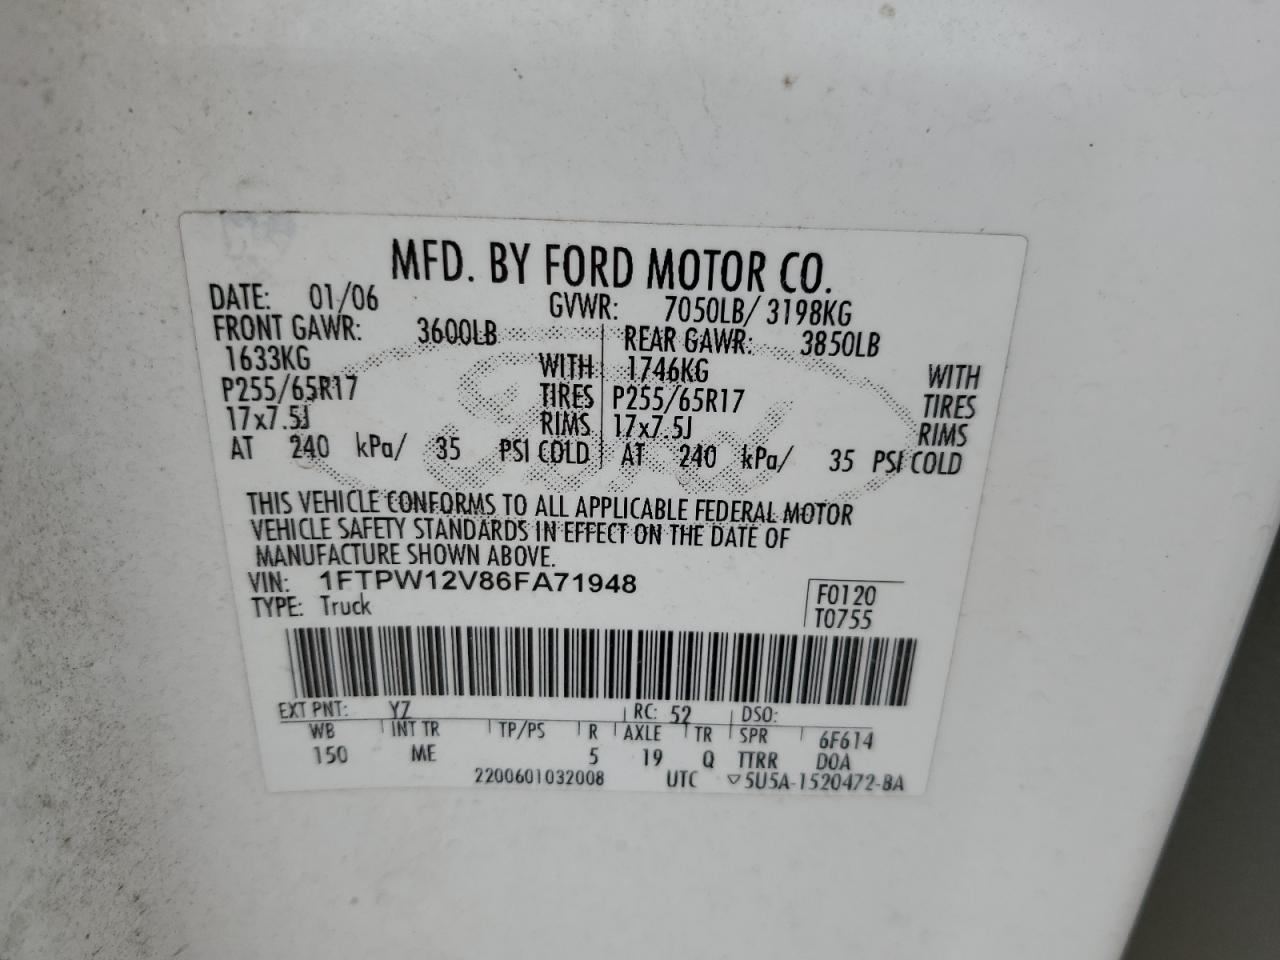 MFD. BY FORD MOTOR CO.
DATE: 01/06 GVWR: 7050LB/ 3198KG
FRONT GAWR: 3600LB REAR GAWR: 3850LB
1633KG WITH 1746KG WITH
P255/65R17 TIRES P255/65R17 TIRES
17x7.5J RIMS 17x7.5J RIMS
AT 240 kPa/ 35 PSI COLD AT 240 kPa/ 35 PSI COLD
THIS VEHICLE CONFORMS TO ALL APPLICABLE FEDERAL MOTOR
VEHICLE SAFETY STANDARDS IN EFFECT ON THE DATE OF
MANUFACTURE SHOWN ABOVE.
VIN: 1FTPW12V86FA71948 F0120
TYPE: Truck T0755
EXT PNT: YZ RC: 52 DSO:
WB INT TR TP/PS R AXLE TR SPR 6F614
150 ME 5 19 Q TTRR DOA
2200601032008 UTC ▽5U5A-1520472-BA